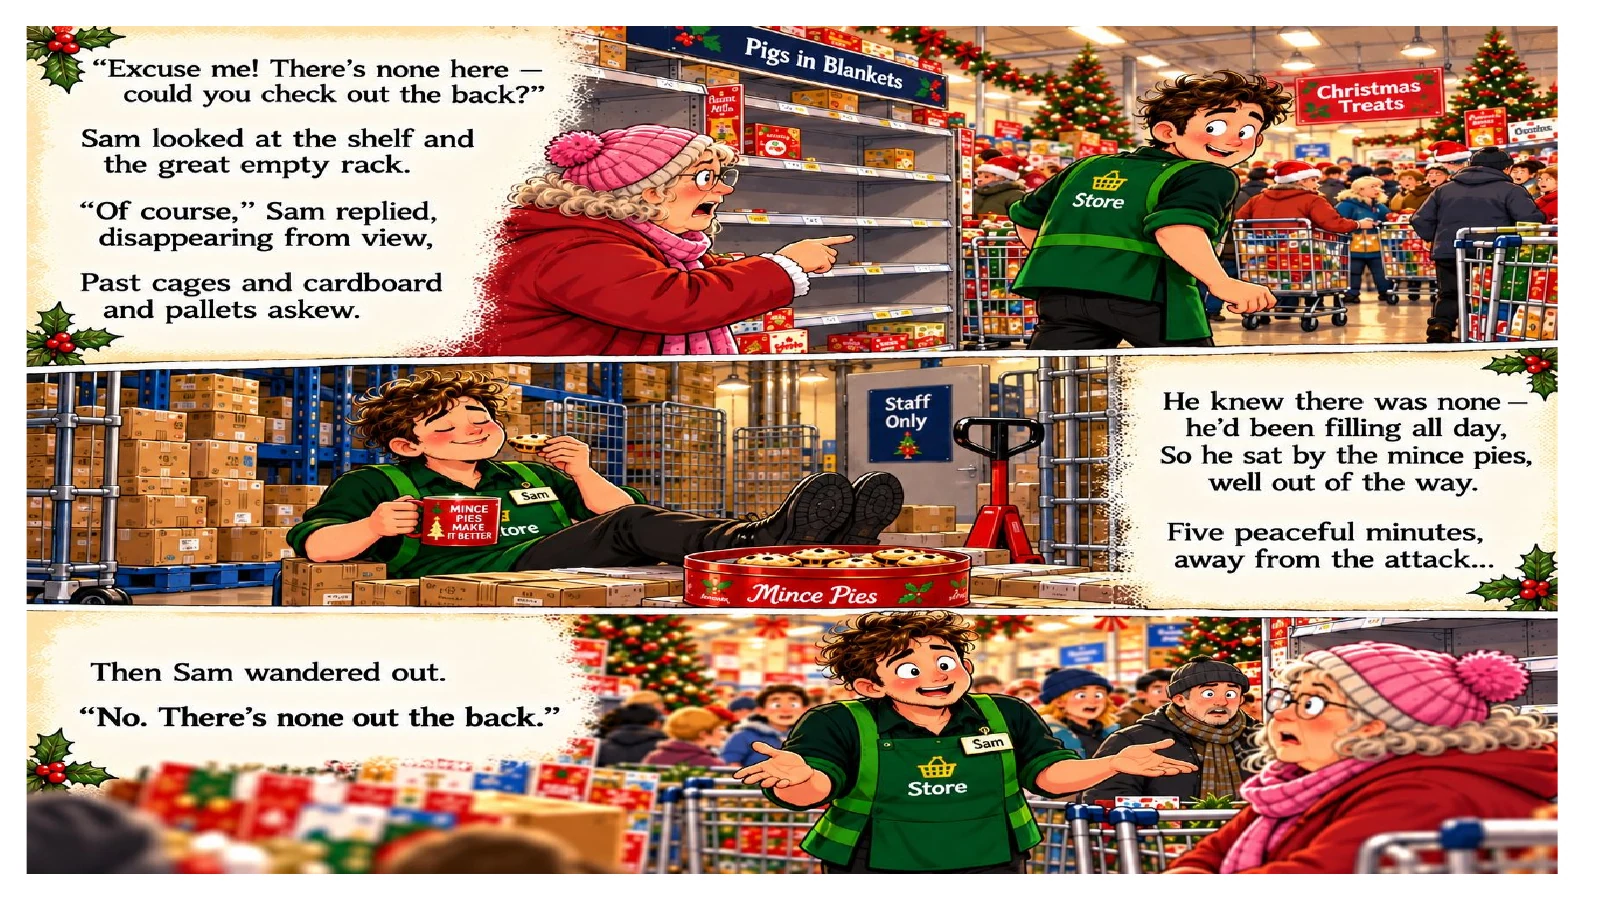 “Excuse me! There’s none here —
could you check out the back?”
Sam looked at the shelf and
the great empty rack.
“Of course,” Sam replied,
disappearing from view,
Past cages and cardboard
and pallets askew.
Pigs in Blankets
Christmas
Treats
Store
Staff
Only
Sam
MINCE
PIES
MAKE
IT BETTER
tore
Mince Pies
He knew there was none —
he’d been filling all day,
So he sat by the mince pies,
well out of the way.
Five peaceful minutes,
away from the attack...
Then Sam wandered out.
“No. There’s none out the back.”
Sam
Store